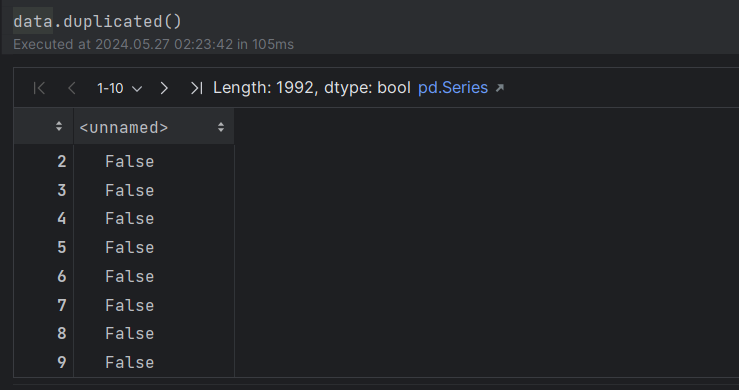 data.duplicated()
Executed at 2024.05.27 02:23:42 in 105ms
1-10 Length: 1992, dtype: bool pd.Series
<unnamed>
2 False
3 False
4 False
5 False
6 False
7 False
8 False
9 False